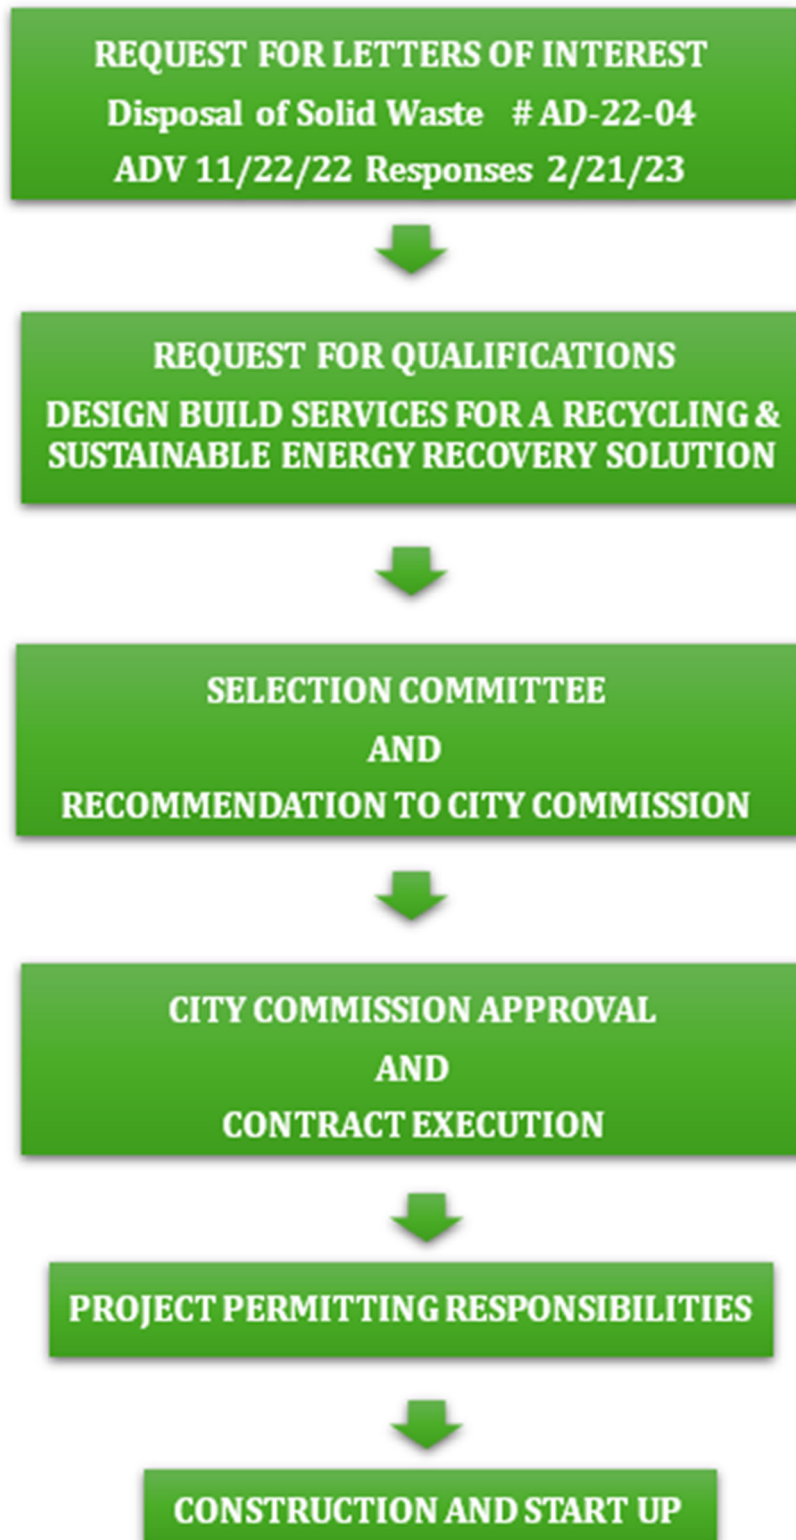 REQUEST FOR LETTERS OF INTEREST
Disposal of Solid Waste # AD-22-04
ADV 11/22/22 Responses 2/21/23
REQUEST FOR QUALIFICATIONS
DESIGN BUILD SERVICES FOR A RECYCLING &
SUSTAINABLE ENERGY RECOVERY SOLUTION
SELECTION COMMITTEE
AND
RECOMMENDATION TO CITY COMMISSION
CITY COMMISSION APPROVAL
AND
CONTRACT EXECUTION
PROJECT PERMITTING RESPONSIBILITIES
CONSTRUCTION AND START UP